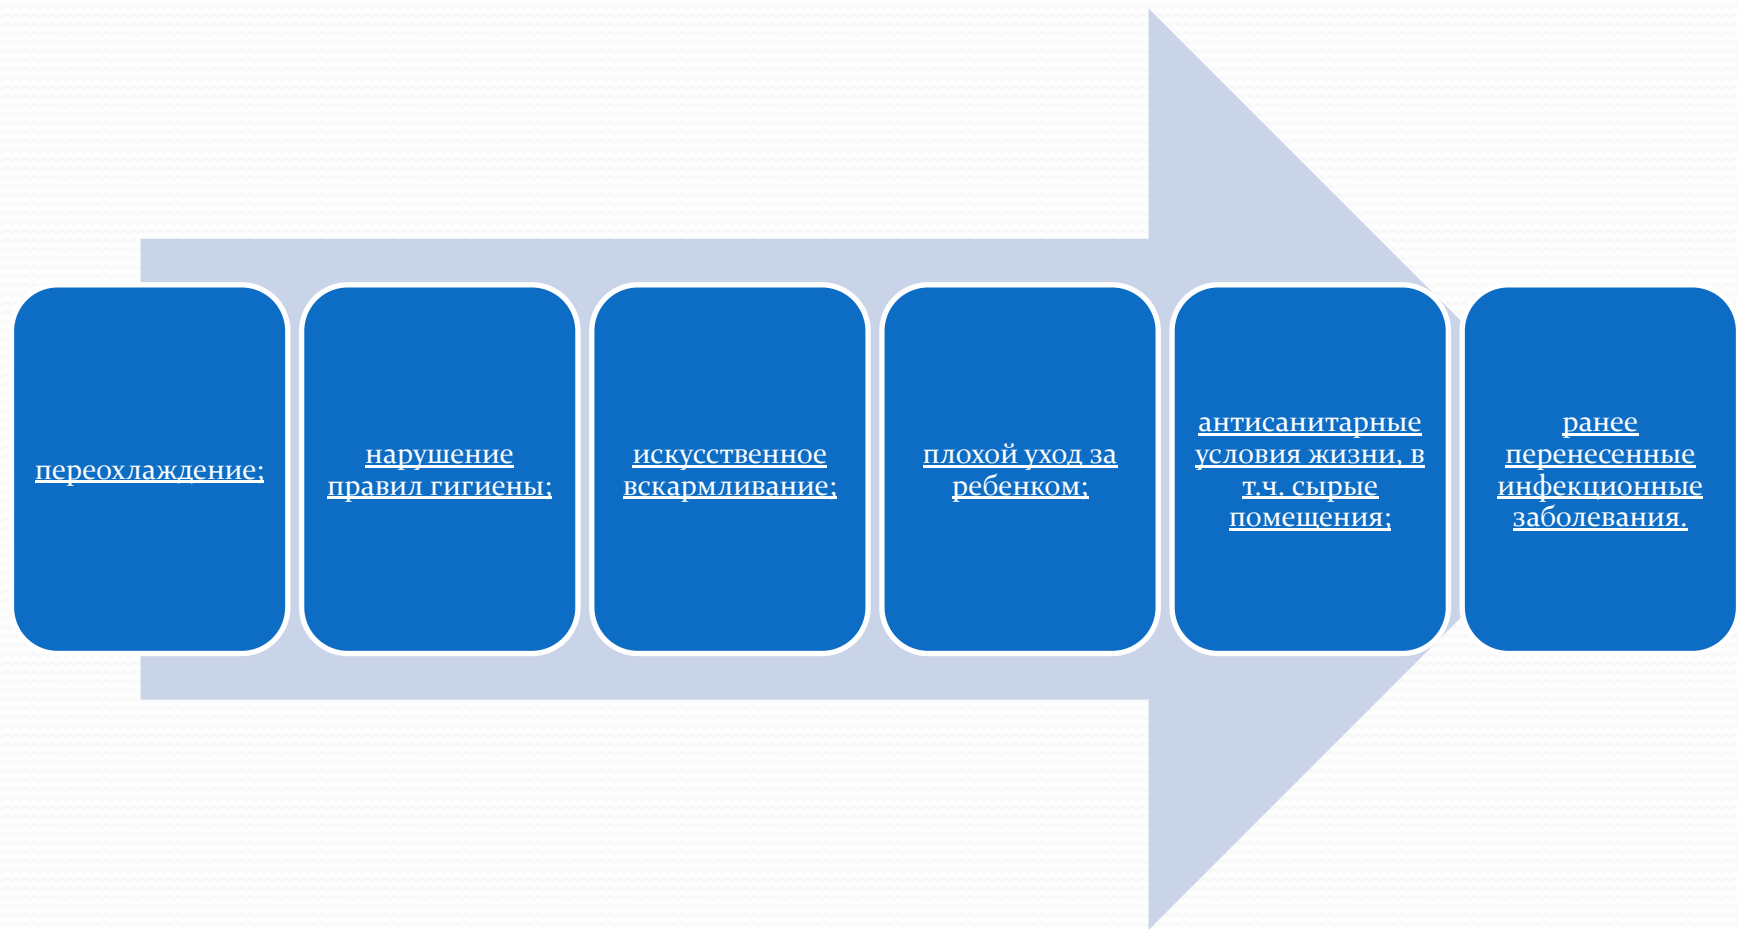 переохлаждение;
нарушение
правил гигиены;
искусственное
вскармливание;
плохой уход за
ребенком;
антисанитарные
условия жизни, в
т.ч. сырые
помещения;
ранее
перенесенные
инфекционные
заболевания.